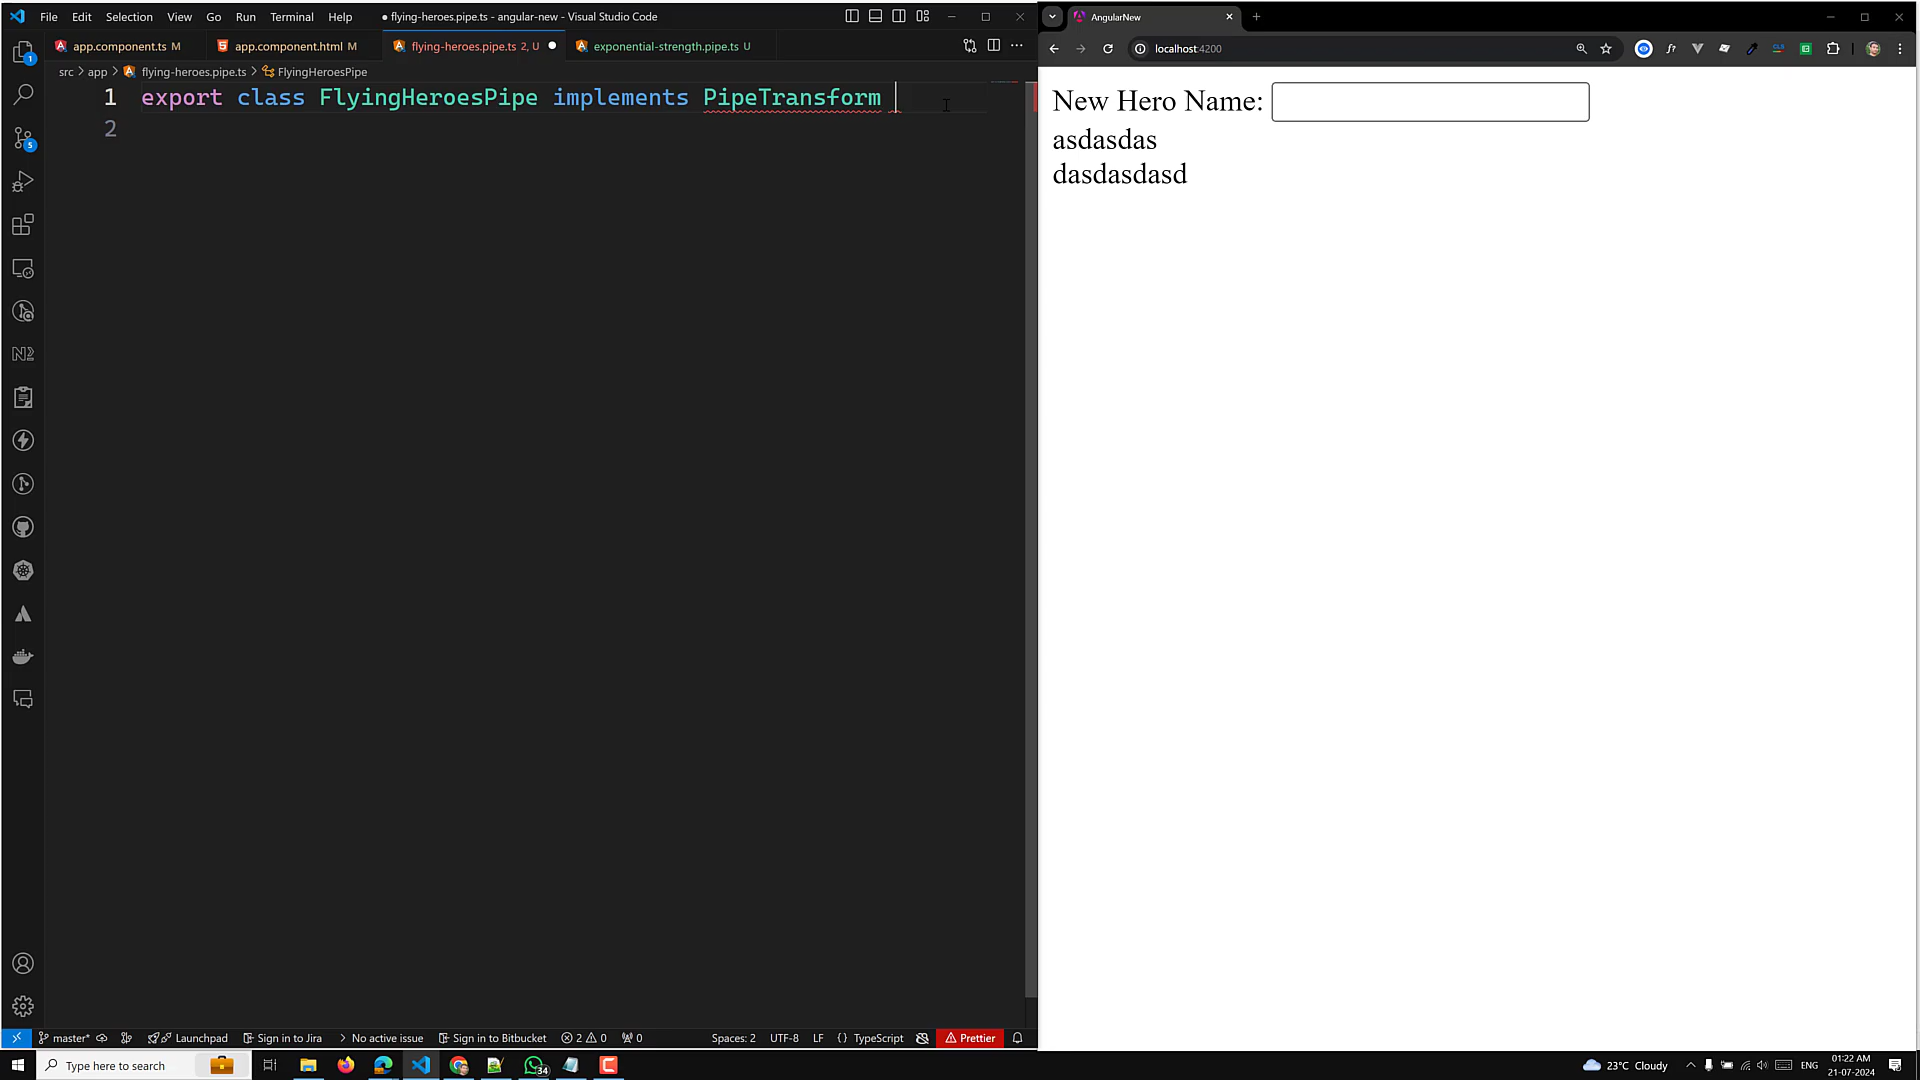 File Edit Selection View Go Run Terminal Help
● flying-heroes.pipe.ts - angular-new - Visual Studio Code
app.component.ts M
app.component.html M
flying-heroes.pipe.ts 2, U ●
exponential-strength.pipe.ts U
src > app > flying-heroes.pipe.ts > FlyingHeroesPipe
1 export class FlyingHeroesPipe implements PipeTransform
2
1
5
master* Launchpad Sign in to Jira > No active issue Sign in to Bitbucket 2 0 0 Spaces: 2 UTF-8 LF {} TypeScript Prettier
AngularNew
localhost:4200
New Hero Name:
asdasdas
dasdasdasd
Type here to search
34
23°C Cloudy
ENG
01:22 AM
21-07-2024